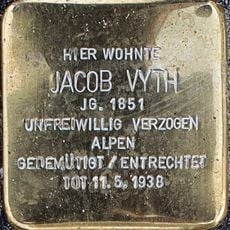 HIER WOHNTE
JACOB VYTH
JG. 1851
UNFREIWILLIG VERZOGEN
ALPEN
GEDEMÜTIGT / ENTRECHTET
TOT 11.5.1938